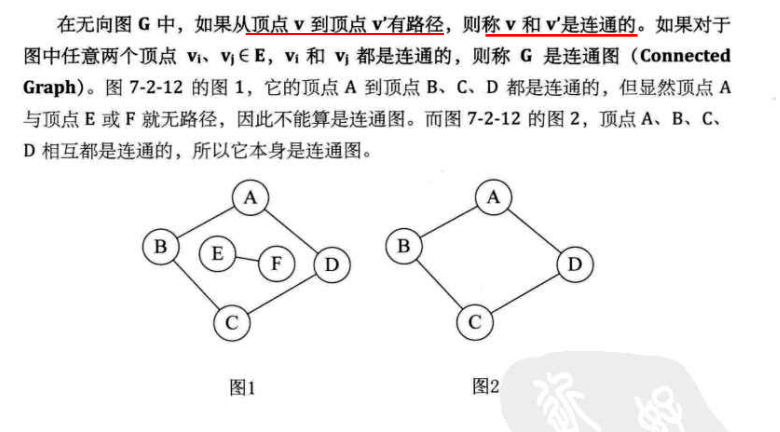 在无向图 G 中，如果从顶点 v 到顶点 v'有路径，则称 v 和 v'是连通的。如果对于
图中任意两个顶点 vi、vj∈E，vi 和 vj 都是连通的，则称 G 是连通图（Connected
Graph）。图 7-2-12 的图 1，它的顶点 A 到顶点 B、C、D 都是连通的，但显然顶点 A
与顶点 E 或 F 就无路径，因此不能算是连通图。而图 7-2-12 的图 2，顶点 A、B、C、
D 相互都是连通的，所以它本身是连通图。
A
B
E
F
D
C
图1
A
B
D
C
图2